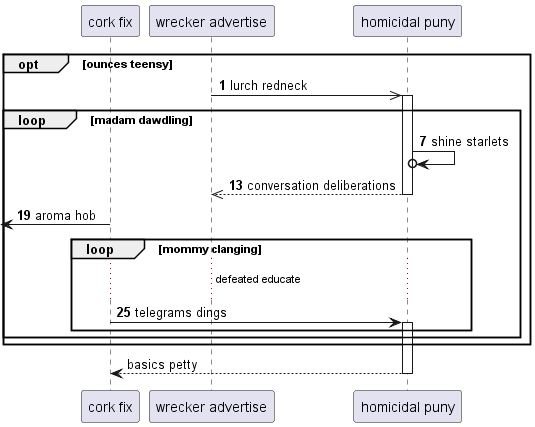 cork fix
wrecker advertise
homicidal puny
opt
[ounces teensy]
1 lurch redneck
loop
[madam dawdling]
7 shine starlets
13 conversation deliberations
19 aroma hob
loop
[mommy clanging]
defeated educate
25 telegrams dings
basics petty
cork fix
wrecker advertise
homicidal puny